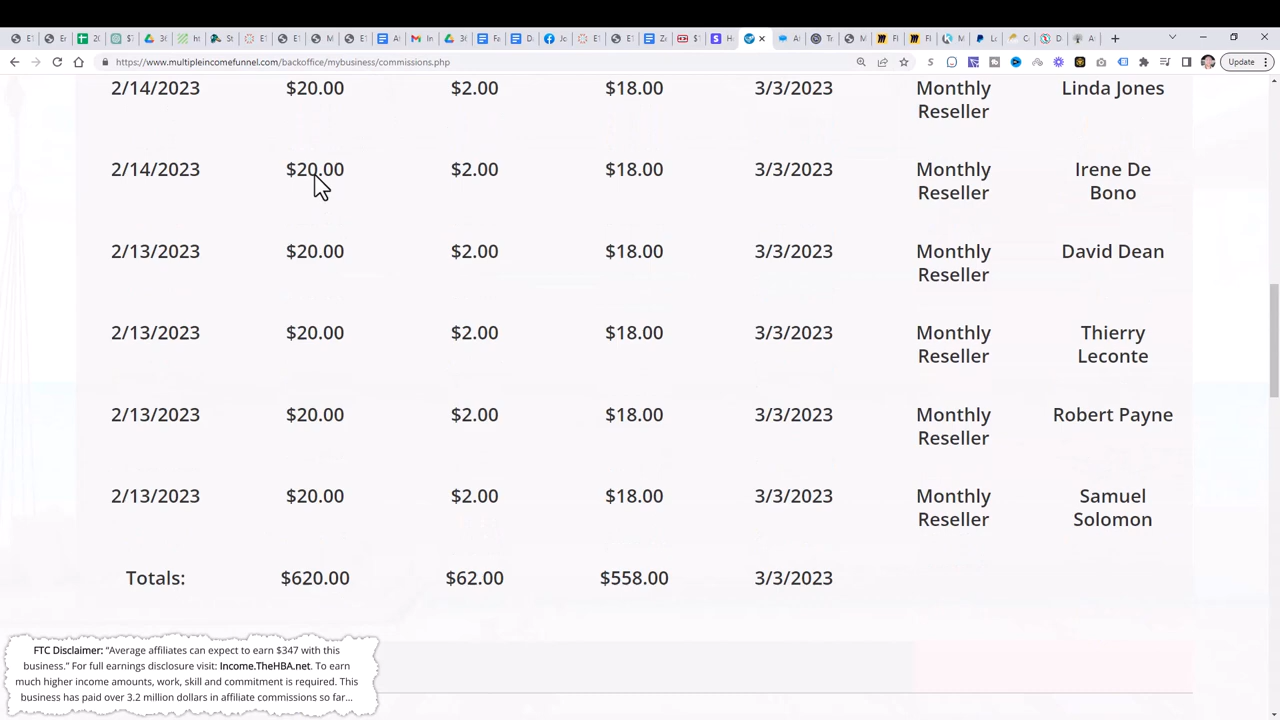 https://www.multipleincomefunnel.com/backoffice/mybusiness/commissions.php
Update
2/14/2023 $20.00 $2.00 $18.00 3/3/2023 Monthly Reseller Linda Jones
2/14/2023 $20.00 $2.00 $18.00 3/3/2023 Monthly Reseller Irene De Bono
2/13/2023 $20.00 $2.00 $18.00 3/3/2023 Monthly Reseller David Dean
2/13/2023 $20.00 $2.00 $18.00 3/3/2023 Monthly Reseller Thierry Leconte
2/13/2023 $20.00 $2.00 $18.00 3/3/2023 Monthly Reseller Robert Payne
2/13/2023 $20.00 $2.00 $18.00 3/3/2023 Monthly Reseller Samuel Solomon
Totals: $620.00 $62.00 $558.00 3/3/2023
FTC Disclaimer: “Average affiliates can expect to earn $347 with this
business.” For full earnings disclosure visit: Income.TheHBA.net. To earn
much higher income amounts, work, skill and commitment is required. This
business has paid over 3.2 million dollars in affiliate commissions so far...